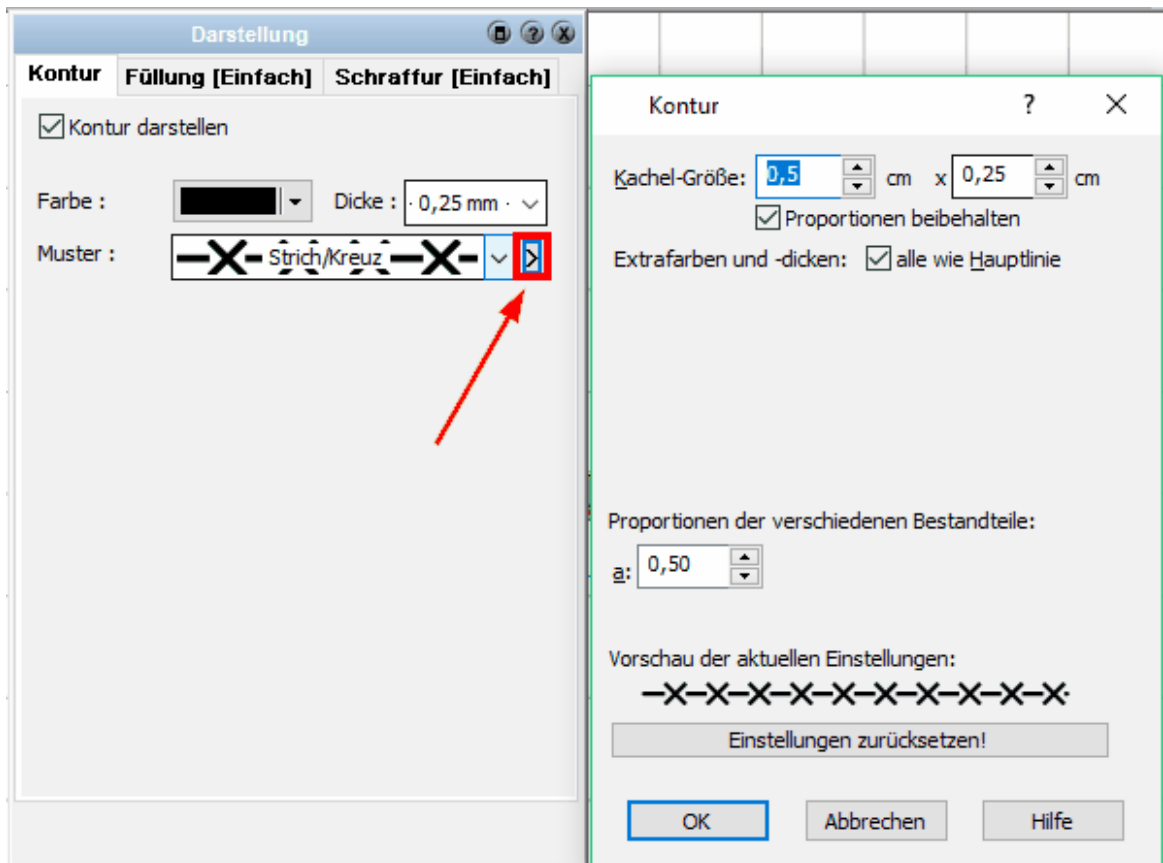 Darstellung
Kontur Füllung [Einfach] Schraffur [Einfach]
Kontur darstellen
Farbe : Dicke : · 0,25 mm ·
Muster : Strich/Kreuz
Kontur ?
Kachel-Größe: 0,5 cm x 0,25 cm
Proportionen beibehalten
Extrafarben und -dicken: alle wie Hauptlinie
Proportionen der verschiedenen Bestandteile:
a: 0,50
Vorschau der aktuellen Einstellungen:
Einstellungen zurücksetzen!
OK Abbrechen Hilfe